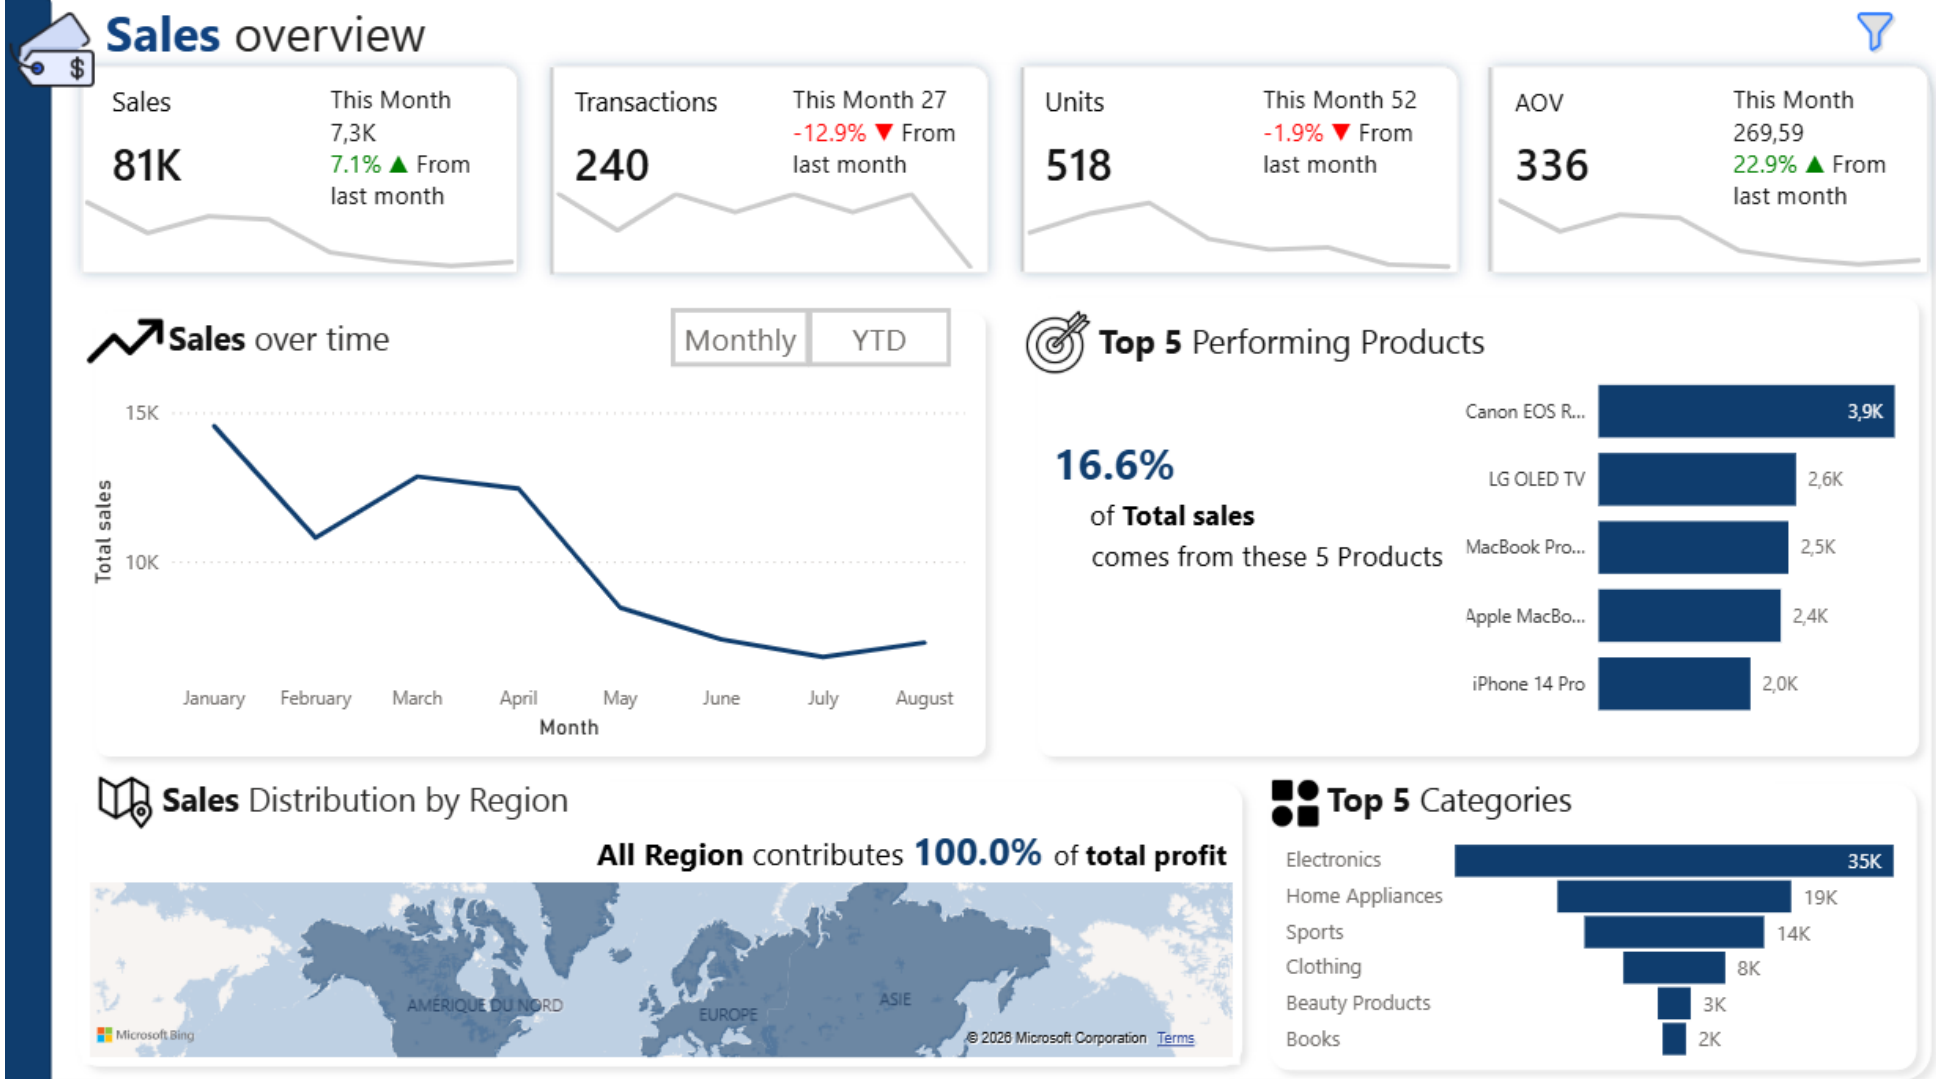 $
Sales overview
Sales
81K
This Month
7,3K
7.1% ▲ From
last month
Transactions
240
This Month 27
-12.9% ▼ From
last month
Units
518
This Month 52
-1.9% ▼ From
last month
AOV
336
This Month
269,59
22.9% ▲ From
last month
Sales over time
Monthly
YTD
15K
10K
Total sales
January
February
March
April
May
June
July
August
Month
Top 5 Performing Products
16.6%
of Total sales
comes from these 5 Products
Canon EOS R...
3,9K
LG OLED TV
2,6K
MacBook Pro...
2,5K
Apple MacBo...
2,4K
iPhone 14 Pro
2,0K
Sales Distribution by Region
All Region contributes 100.0% of total profit
AMÉRIQUE DU NORD
EUROPE
ASIE
Microsoft Bing
© 2026 Microsoft Corporation Terms
Top 5 Categories
Electronics
35K
Home Appliances
19K
Sports
14K
Clothing
8K
Beauty Products
3K
Books
2K